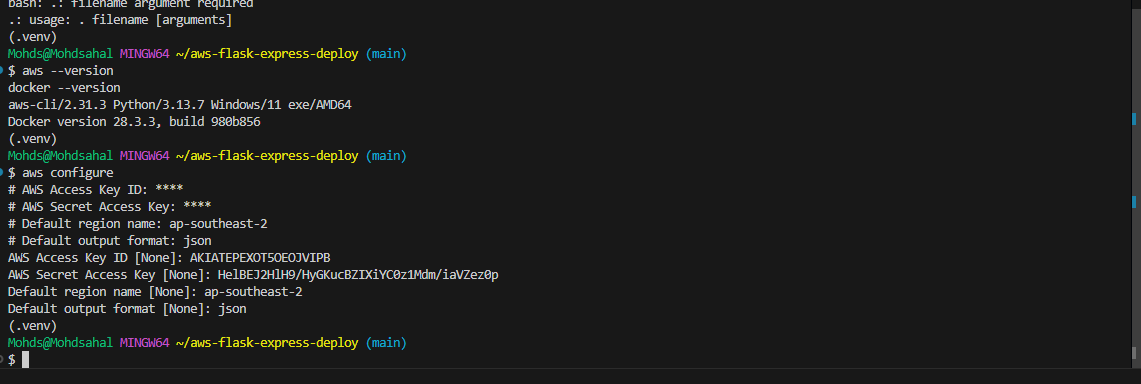 bash: .: filename argument required
.: usage: . filename [arguments]
(.venv)
Mohds@Mohdsahal MINGW64 ~/aws-flask-express-deploy (main)
$ aws --version
docker --version
aws-cli/2.31.3 Python/3.13.7 Windows/11 exe/AMD64
Docker version 28.3.3, build 980b856
(.venv)
Mohds@Mohdsahal MINGW64 ~/aws-flask-express-deploy (main)
$ aws configure
# AWS Access Key ID: ****
# AWS Secret Access Key: ****
# Default region name: ap-southeast-2
# Default output format: json
AWS Access Key ID [None]: AKIATEPEXOT5OEOJVIPB
AWS Secret Access Key [None]: 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
Default region name [None]: ap-southeast-2
Default output format [None]: json
(.venv)
Mohds@Mohdsahal MINGW64 ~/aws-flask-express-deploy (main)
$